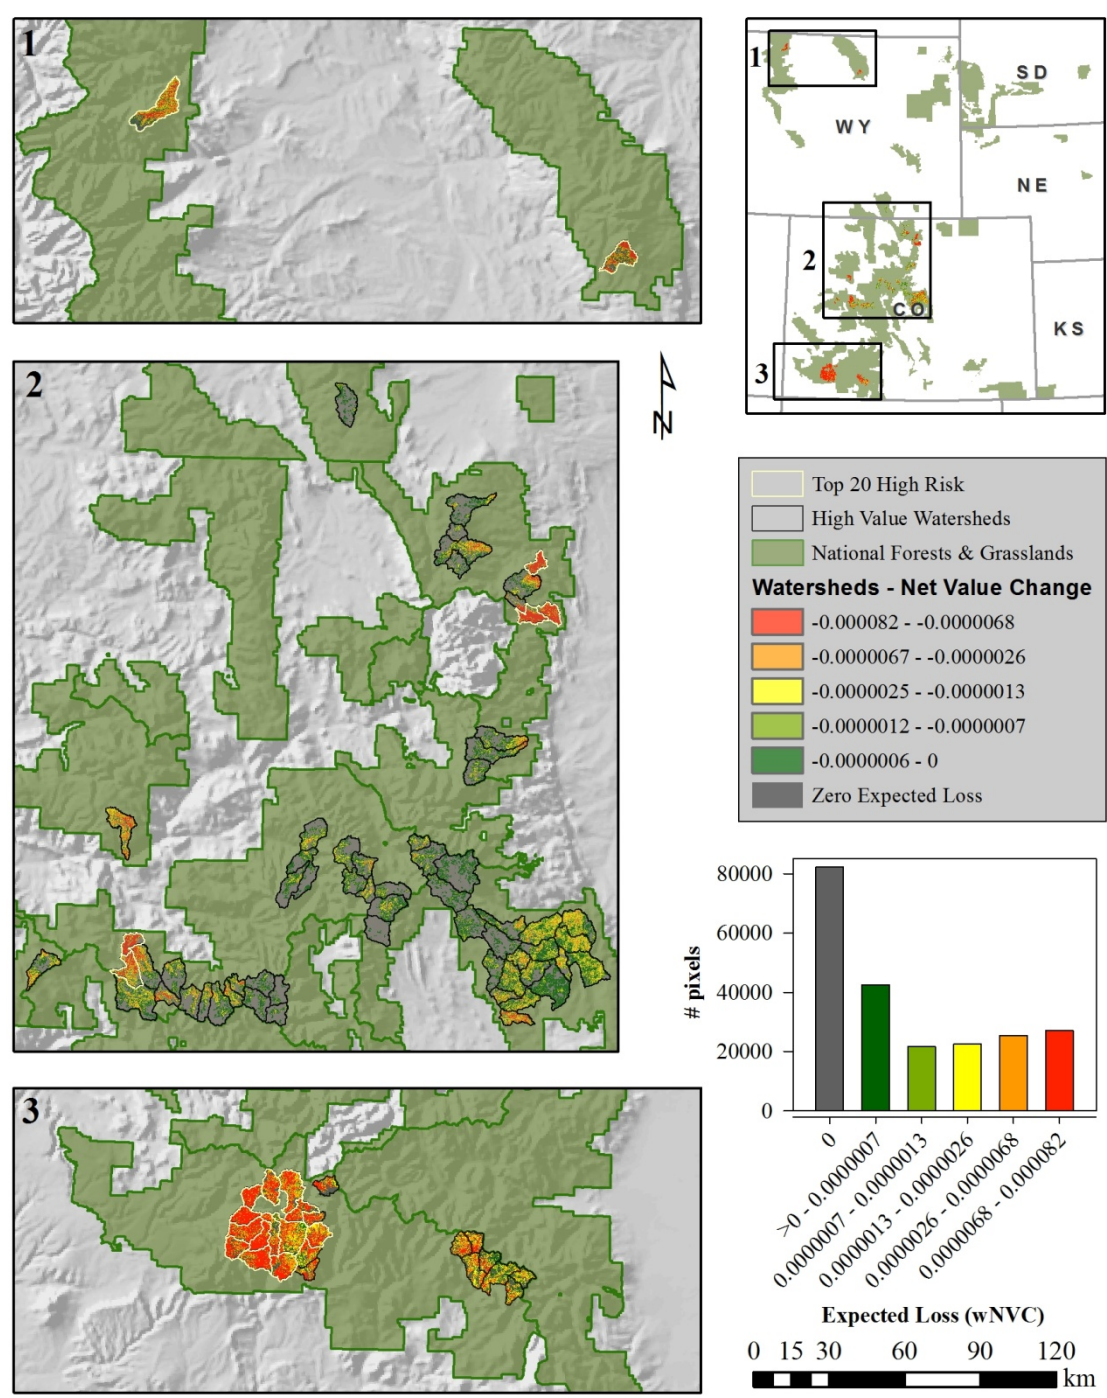 1
1
SD
WY
NE
2
CO
KS
3
2
N
Top 20 High Risk
High Value Watersheds
National Forests & Grasslands
Watersheds - Net Value Change
-0.000082 - -0.0000068
-0.0000067 - -0.0000026
-0.0000025 - -0.0000013
-0.0000012 - -0.0000007
-0.0000006 - 0
Zero Expected Loss
80000
60000
40000
20000
0
# pixels
0
>0 - 0.0000007
0.0000007 - 0.0000013
0.0000013 - 0.0000026
0.0000026 - 0.0000068
0.0000068 - 0.000082
Expected Loss (wNVC)
3
0 15 30 60 90 120
km